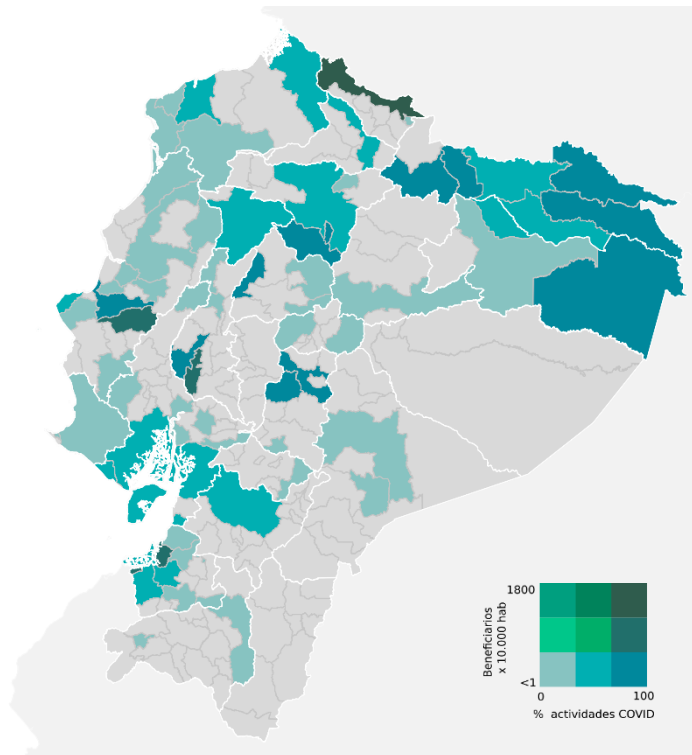 1800
Beneficiarios
x 10.000 hab
<1
0
100
% actividades COVID